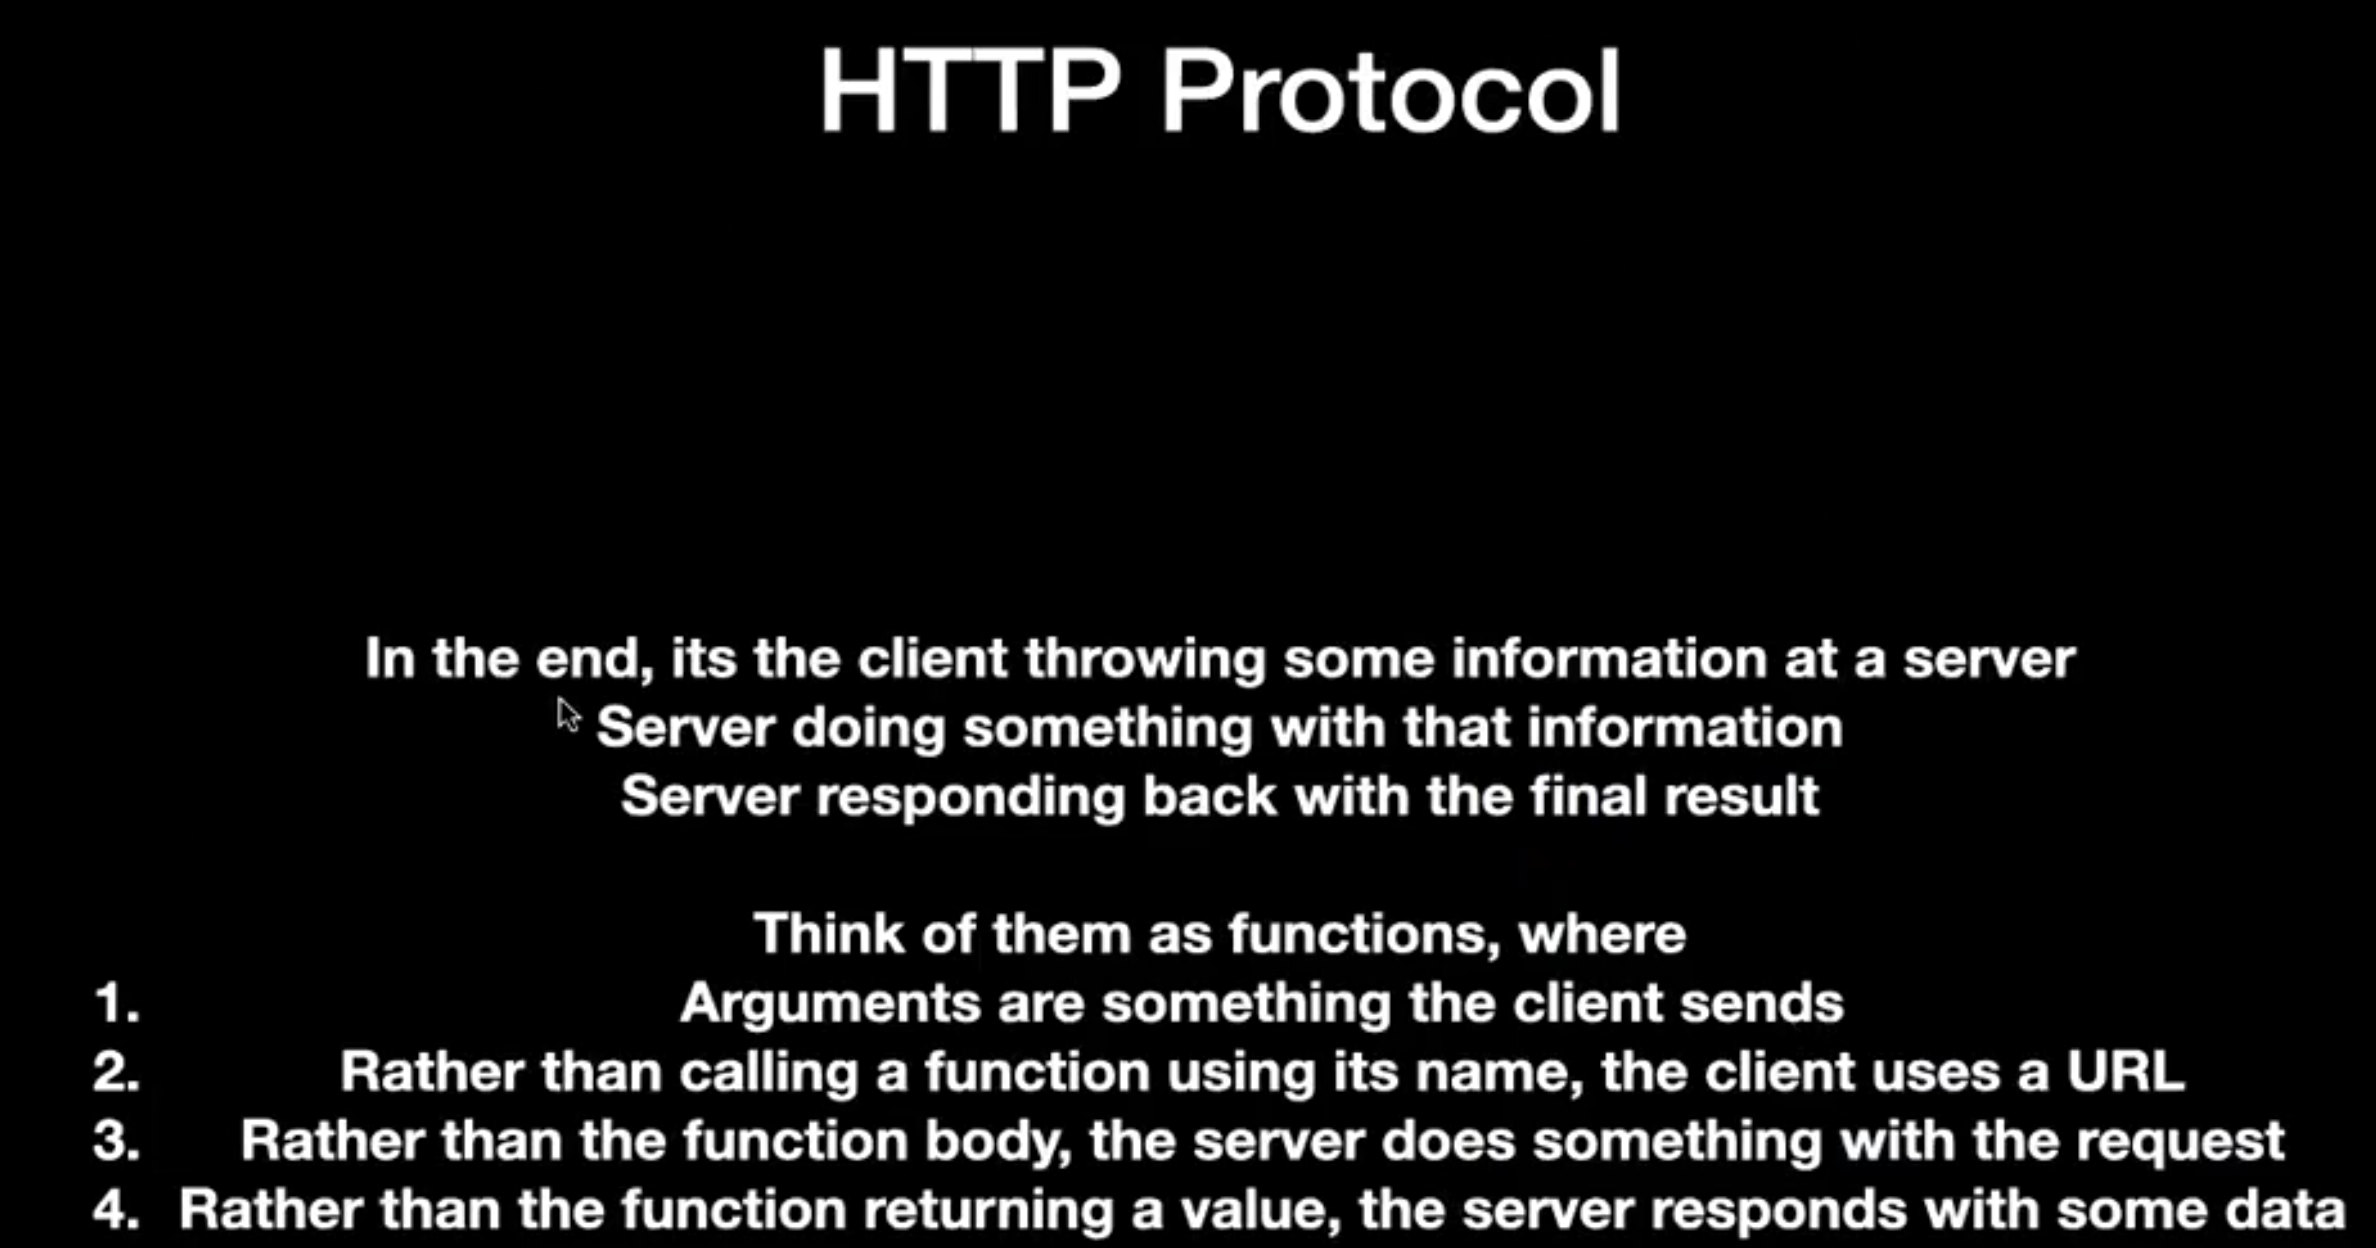 HTTP Protocol
In the end, its the client throwing some information at a server
Server doing something with that information
Server responding back with the final result
Think of them as functions, where
1. Arguments are something the client sends
2. Rather than calling a function using its name, the client uses a URL
3. Rather than the function body, the server does something with the request
4. Rather than the function returning a value, the server responds with some data